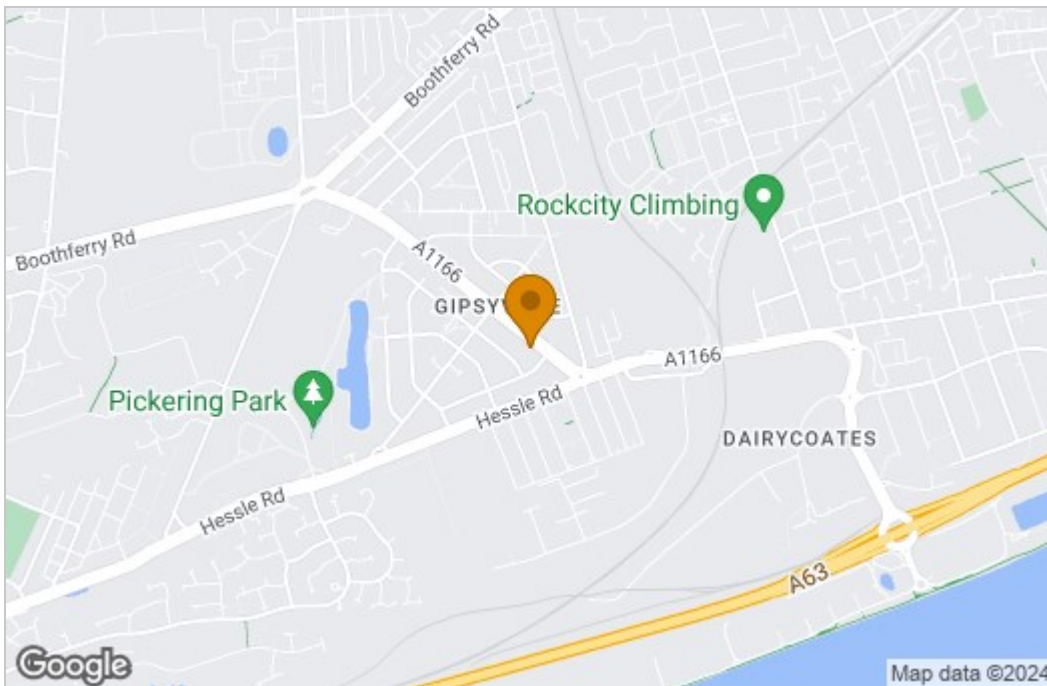 Boothferry Rd
Rockcity Climbing
Boothferry Rd
A1166
A1166
Pickering Park
Hessle Rd
DAIRYCOATES
Hessle Rd
A63
Google
Map data ©2024